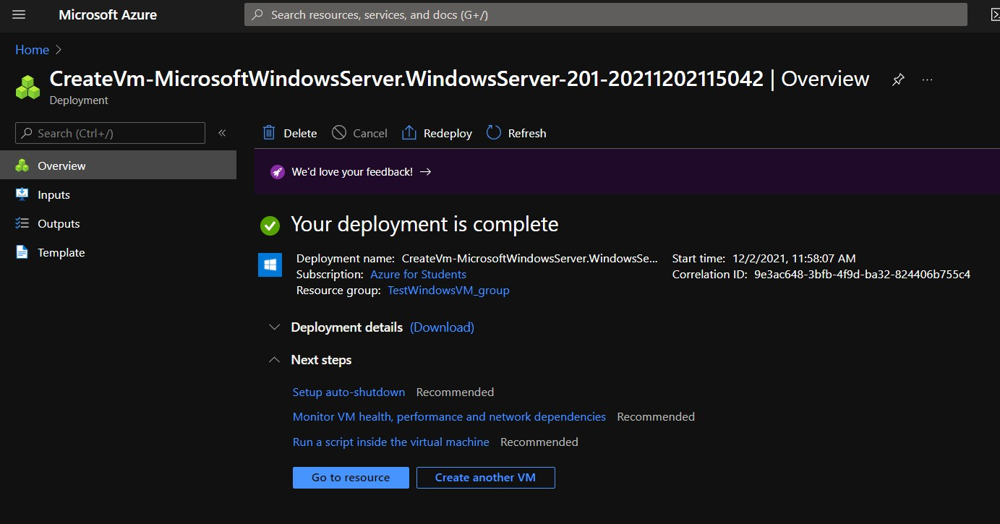 Microsoft Azure
Search resources, services, and docs (G+/)
Home
CreateVm-MicrosoftWindowsServer.WindowsServer-201-20211202115042 | Overview
Deployment
Search (Ctrl+/)
Overview
Inputs
Outputs
Template
Delete Cancel Redeploy Refresh
We'd love your feedback! →
Your deployment is complete
Deployment name: CreateVm-MicrosoftWindowsServer.WindowsSe... Start time: 12/2/2021, 11:58:07 AM
Subscription: Azure for Students Correlation ID: 9e3ac648-3bfb-4f9d-ba32-824406b755c4
Resource group: TestWindowsVM_group
Deployment details (Download)
Next steps
Setup auto-shutdown Recommended
Monitor VM health, performance and network dependencies Recommended
Run a script inside the virtual machine Recommended
Go to resource Create another VM